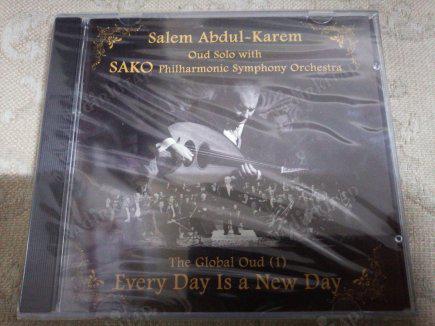 Salem Abdul-Karem
Oud Solo with
SAKO Philharmonic Symphony Orchestra
The Global Oud (1)
Every Day Is a New Day